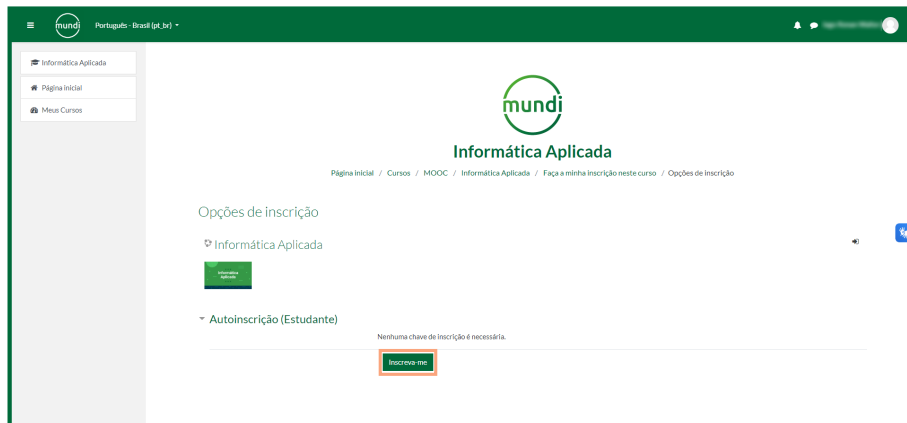 mundi
Português - Brasil (pt_br)
Informática Aplicada
Página inicial
Meus Cursos
mundi
Informática Aplicada
Página inicial / Cursos / MOOC / Informática Aplicada / Faça a minha inscrição neste curso / Opções de inscrição
Opções de inscrição
Informática Aplicada
Informática
Aplicada
Autoinscrição (Estudante)
Nenhuma chave de inscrição é necessária.
Inscreva-me